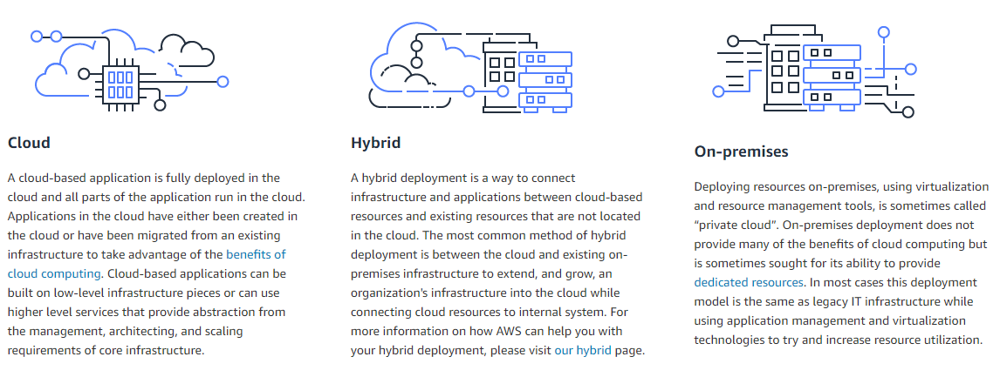 Cloud
A cloud-based application is fully deployed in the
cloud and all parts of the application run in the cloud.
Applications in the cloud have either been created in
the cloud or have been migrated from an existing
infrastructure to take advantage of the benefits of
cloud computing. Cloud-based applications can be
built on low-level infrastructure pieces or can use
higher level services that provide abstraction from
the management, architecting, and scaling
requirements of core infrastructure.
Hybrid
A hybrid deployment is a way to connect
infrastructure and applications between cloud-based
resources and existing resources that are not located
in the cloud. The most common method of hybrid
deployment is between the cloud and existing on-
premises infrastructure to extend, and grow, an
organization's infrastructure into the cloud while
connecting cloud resources to internal system. For
more information on how AWS can help you with
your hybrid deployment, please visit our hybrid page.
On-premises
Deploying resources on-premises, using virtualization
and resource management tools, is sometimes called
“private cloud”. On-premises deployment does not
provide many of the benefits of cloud computing but
is sometimes sought for its ability to provide
dedicated resources. In most cases this deployment
model is the same as legacy IT infrastructure while
using application management and virtualization
technologies to try and increase resource utilization.